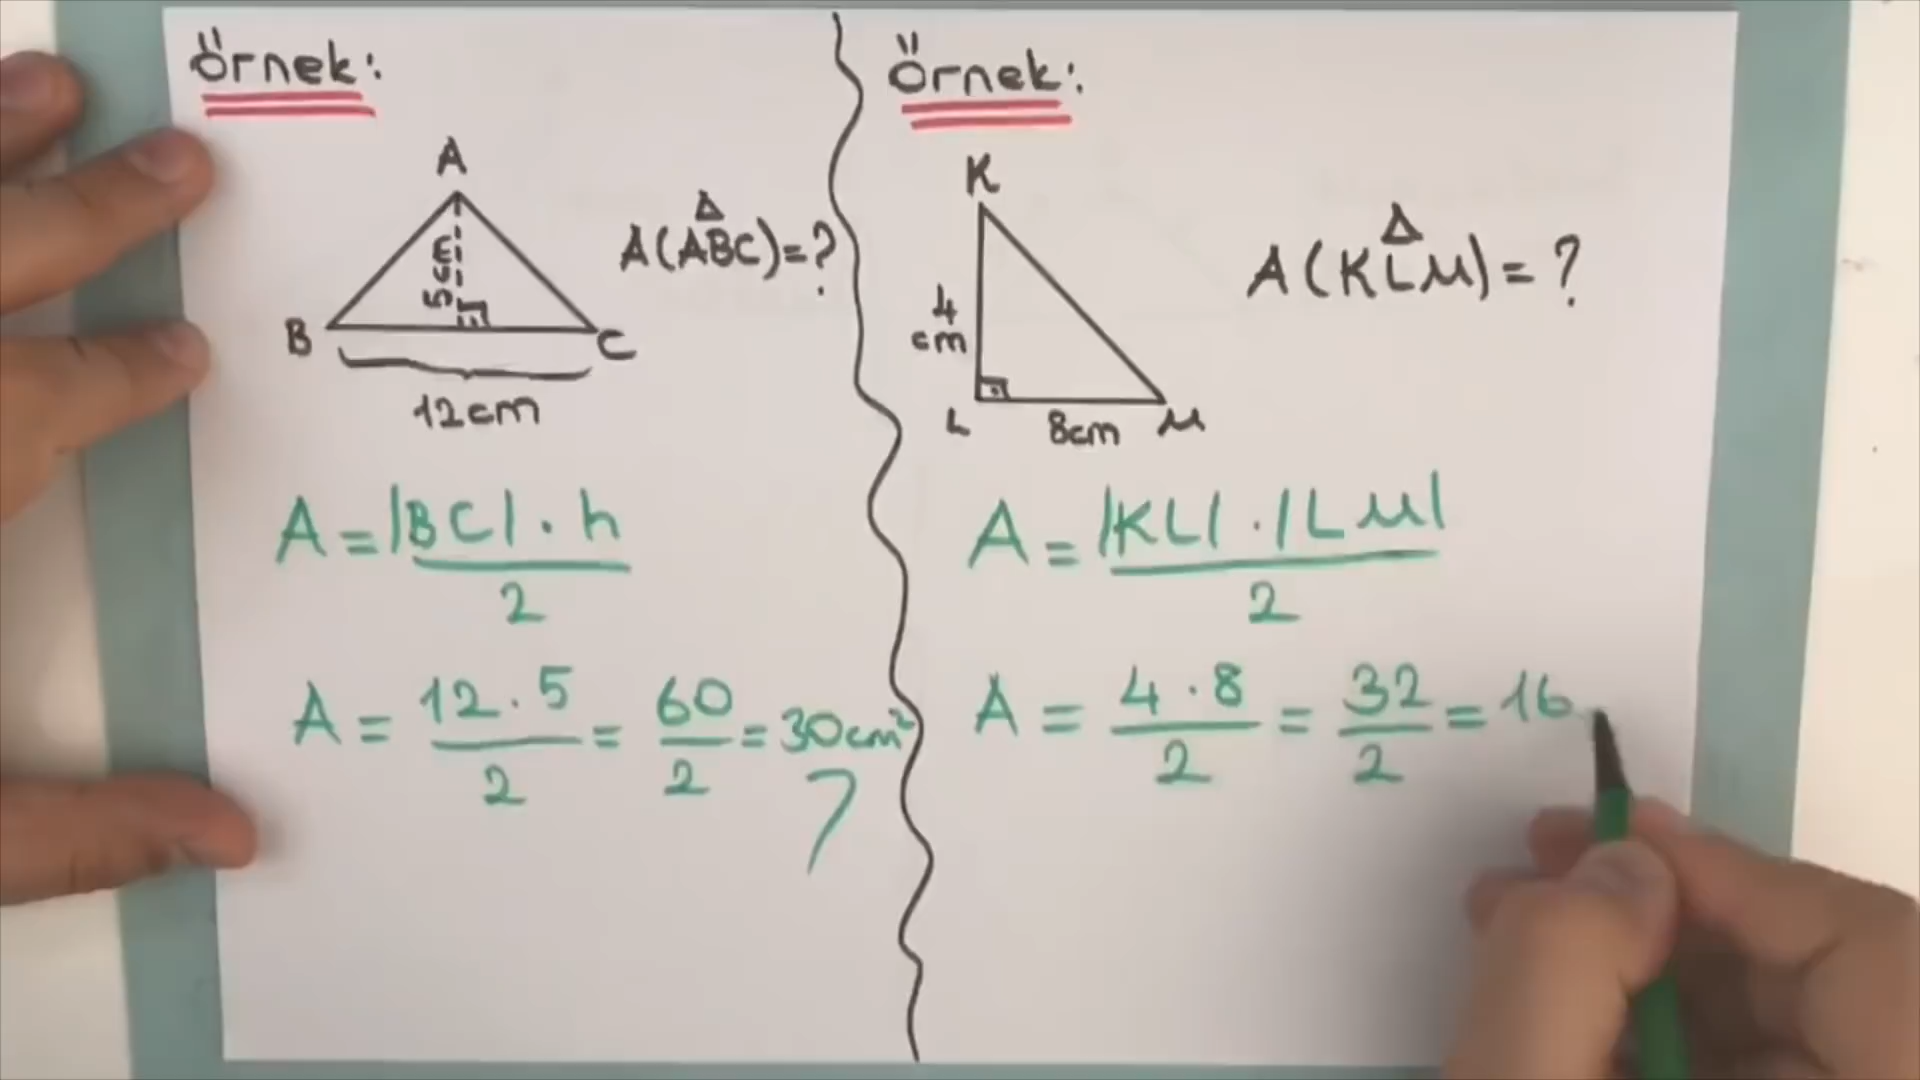 Örnek:
A
5cm
B
C
12cm
A(ABC)=?
A=|BC|·h
2
A = 12·5 = 60 = 30cm²
2 2
Örnek:
K
4
cm
L
8cm
M
A(KLM)=?
A=|KL|·|LM|
2
A = 4·8 = 32 = 16
2 2